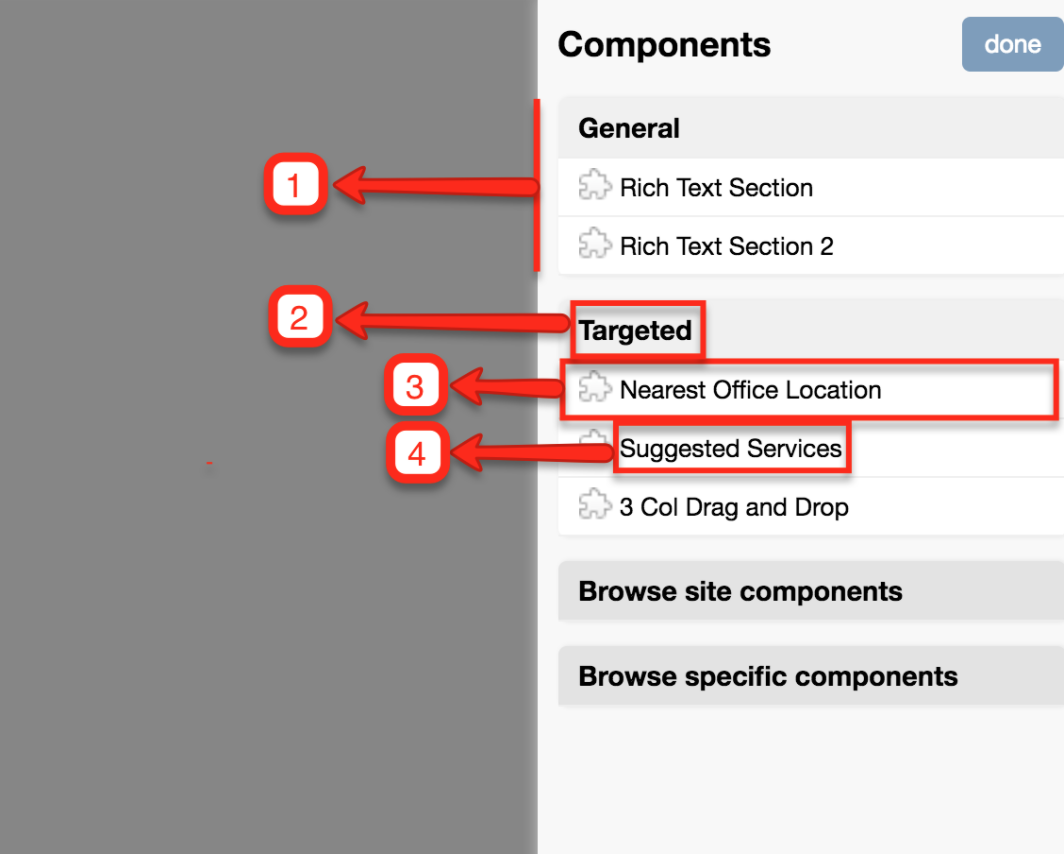 Components
done
General
1
Rich Text Section
Rich Text Section 2
2
Targeted
3
Nearest Office Location
4
Suggested Services
3 Col Drag and Drop
Browse site components
Browse specific components